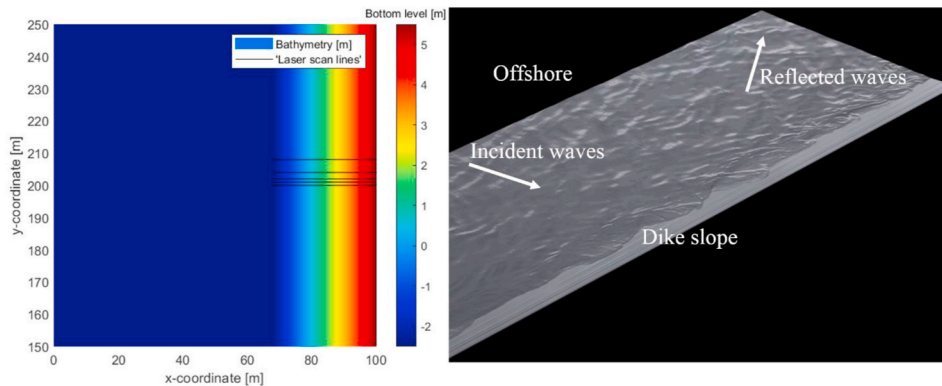 Bottom level [m]
250
240
230
220
210
200
190
180
170
160
150
y-coordinate [m]
0
20
40
60
80
100
x-coordinate [m]
Bathymetry [m]
'Laser scan lines'
5
4
3
2
1
0
-1
-2
Offshore
Reflected waves
Incident waves
Dike slope